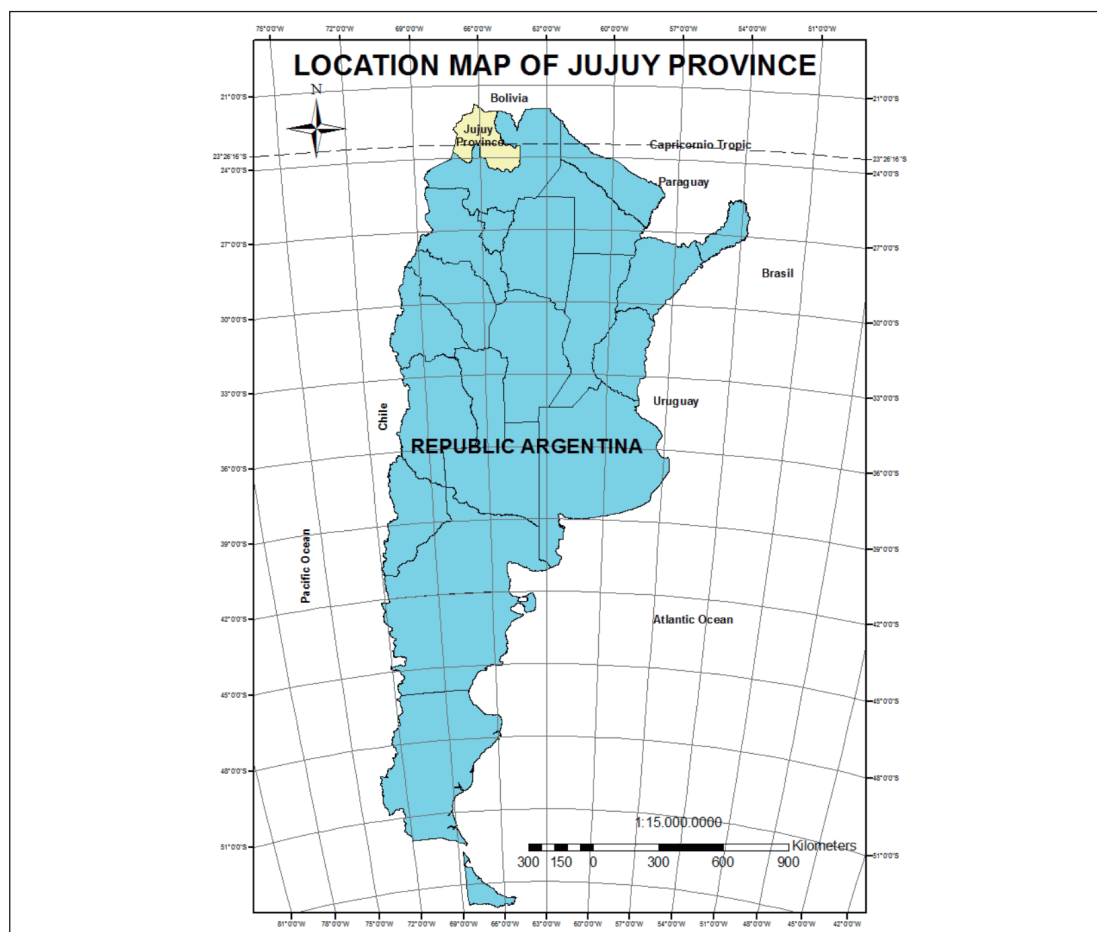 75°0'0"W 72°0'0"W 69°0'0"W 66°0'0"W 63°0'0"W 60°0'0"W 57°0'0"W 54°0'0"W 51°0'0"W
LOCATION MAP OF JUJUY PROVINCE
N
Bolivia
21°0'0"S 21°0'0"S
Jujuy
Province
Capricornio Tropic
23°26'16"S 23°26'16"S
24°0'0"S 24°0'0"S
Paraguay
27°0'0"S 27°0'0"S
Brasil
30°0'0"S 30°0'0"S
33°0'0"S 33°0'0"S
Chile
Uruguay
REPUBLIC ARGENTINA
36°0'0"S 36°0'0"S
39°0'0"S 39°0'0"S
Pacific Ocean
42°0'0"S 42°0'0"S
Atlantic Ocean
45°0'0"S 45°0'0"S
48°0'0"S 48°0'0"S
1:15.000.0000
51°0'0"S 51°0'0"S
Kilometers
300 150 0 300 600 900
81°0'0"W 78°0'0"W 75°0'0"W 72°0'0"W 69°0'0"W 66°0'0"W 63°0'0"W 60°0'0"W 57°0'0"W 54°0'0"W 51°0'0"W 48°0'0"W 45°0'0"W 42°0'0"W